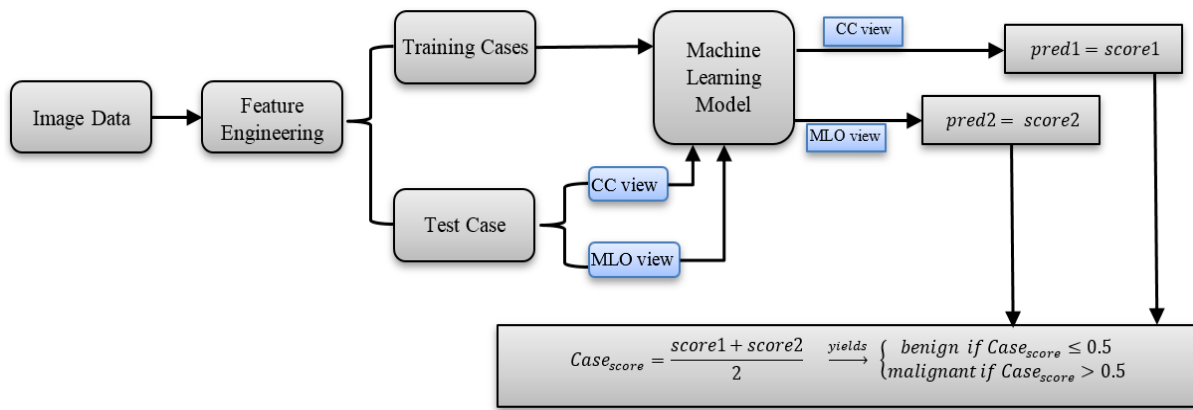 Image Data
Feature
Engineering
Training Cases
Test Case
CC view
MLO view
Machine
Learning
Model
CC view
MLO view
pred1 = score1
pred2 = score2
Case_score = (score1 + score2) / 2 yields → { benign if Case_score ≤ 0.5
malignant if Case_score > 0.5